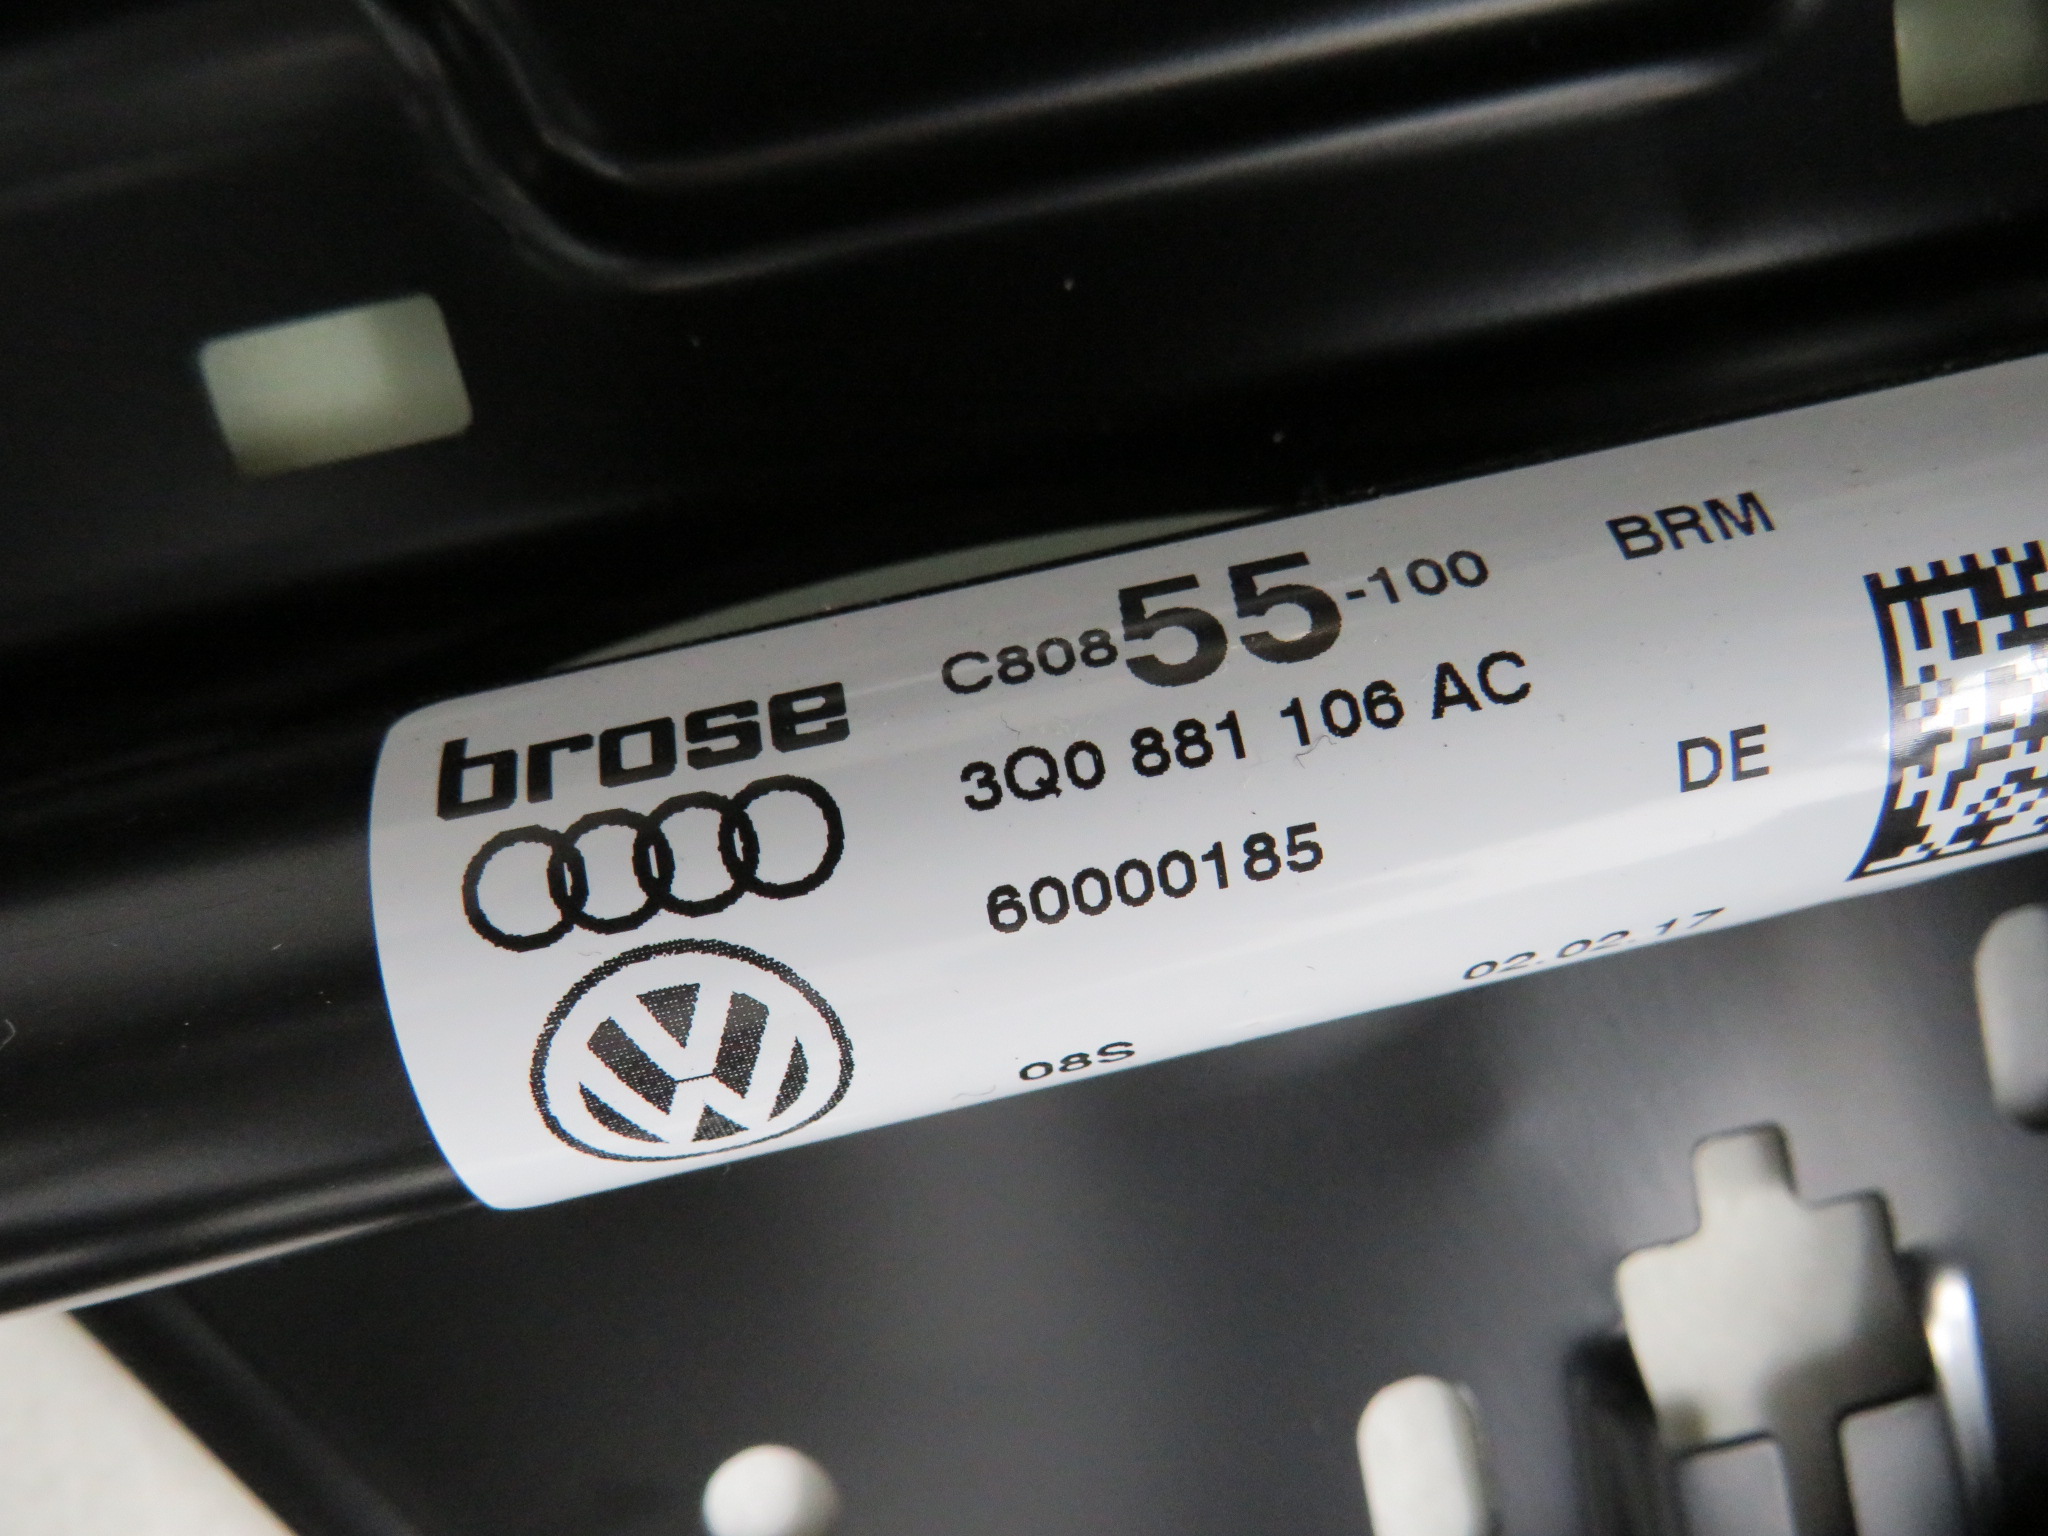 brose
C80855-100
BRM
3Q0 881 106 AC
DE
60000185
02.02.17
08S